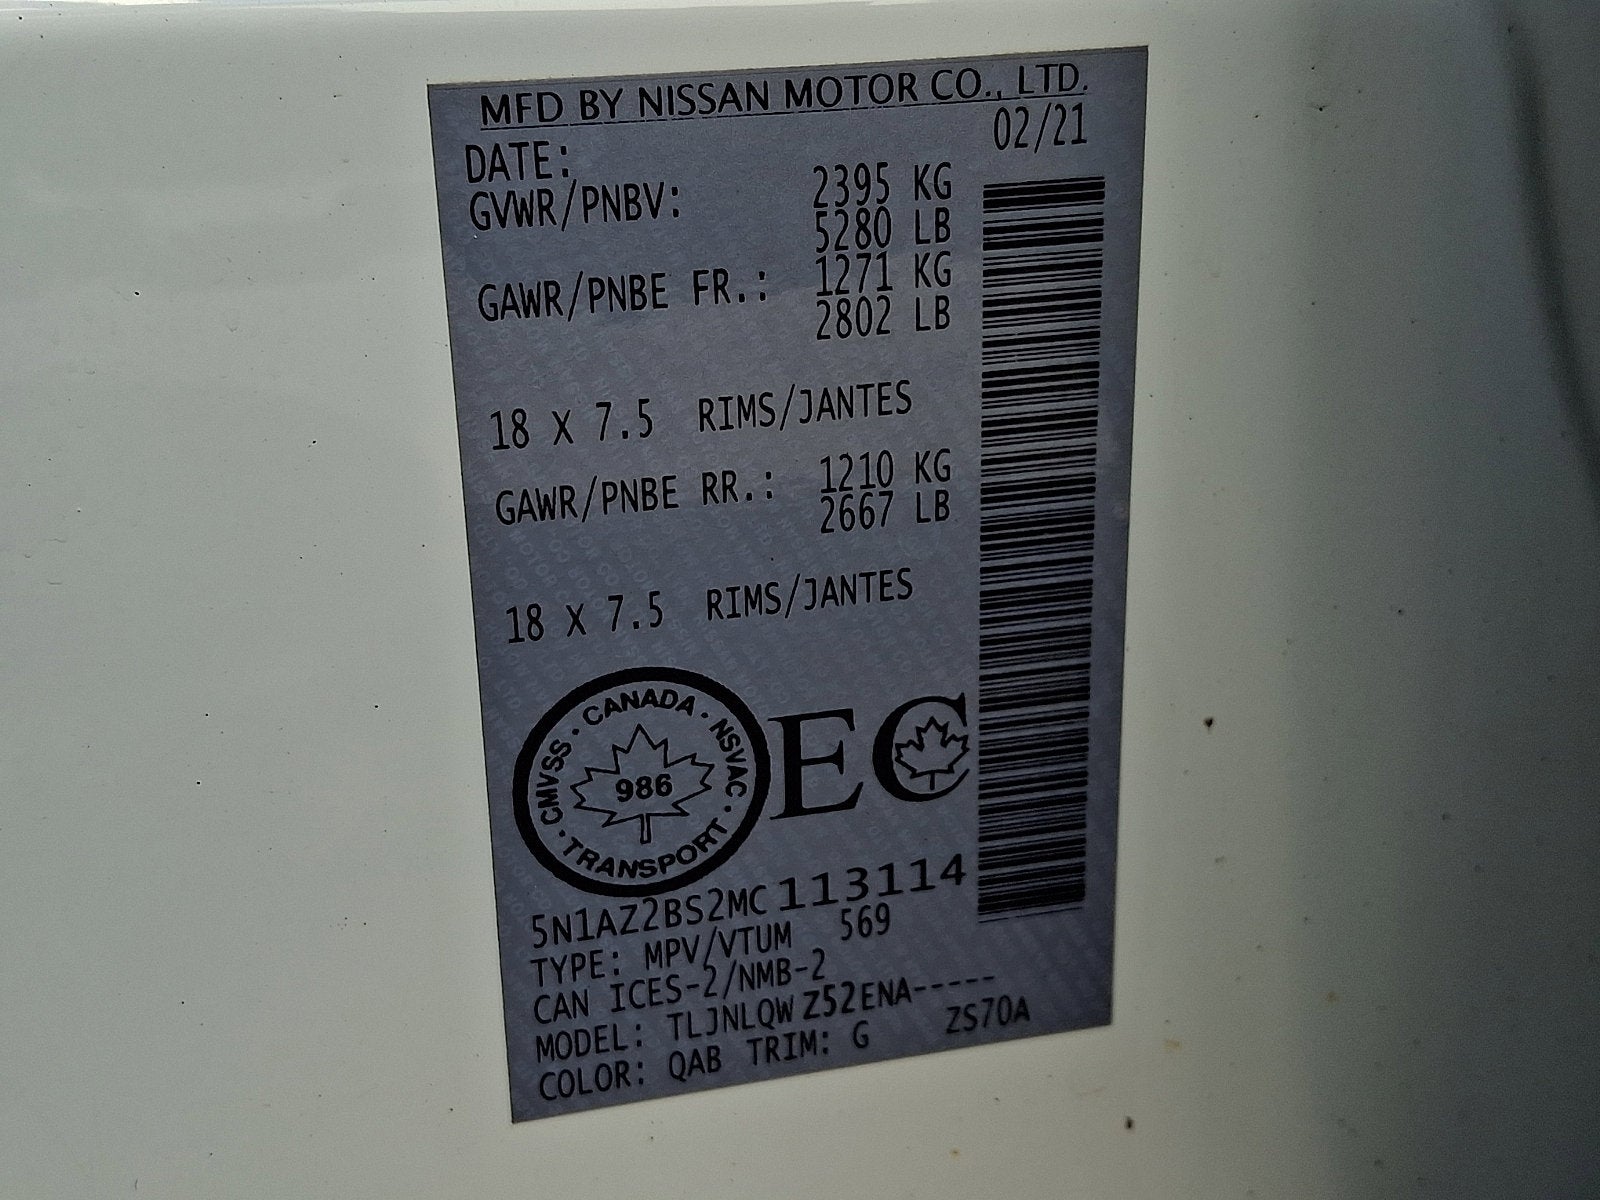 MFD BY NISSAN MOTOR CO., LTD.
DATE: 02/21
GVWR/PNBV: 2395 KG
5280 LB
GAWR/PNBE FR.: 1271 KG
2802 LB
18 X 7.5 RIMS/JANTES
GAWR/PNBE RR.: 1210 KG
2667 LB
18 X 7.5 RIMS/JANTES
CMVSS · CANADA · NSVAC · TRANSPORT ·
986
EC
5N1AZ2BS2MC113114
TYPE: MPV/VTUM 569
CAN ICES-2/NMB-2
MODEL: TLJNLQWZ52ENA-----
COLOR: QAB TRIM: G ZS70A